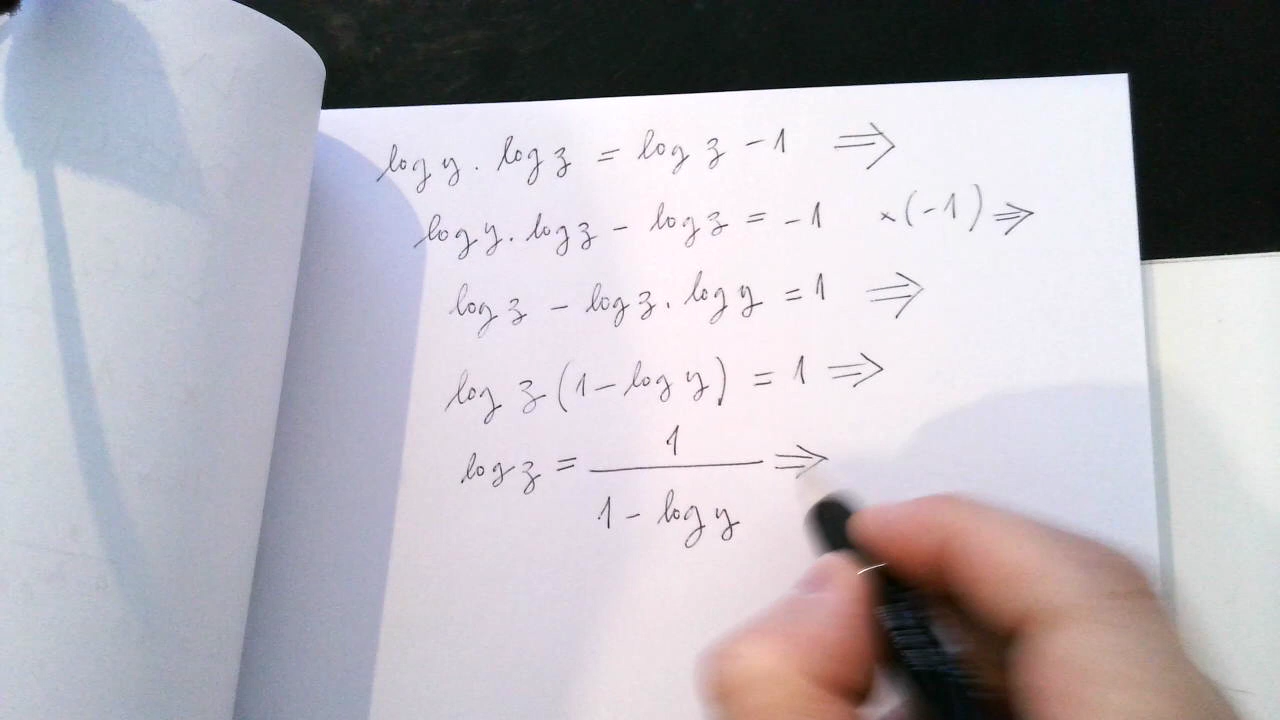 log y . log z = log z - 1 ⇒
log y . log z - log z = -1 × (-1) ⇒
log z - log z . log y = 1 ⇒
log z (1 - log y) = 1 ⇒
log z = 1 / 1 - log y ⇒